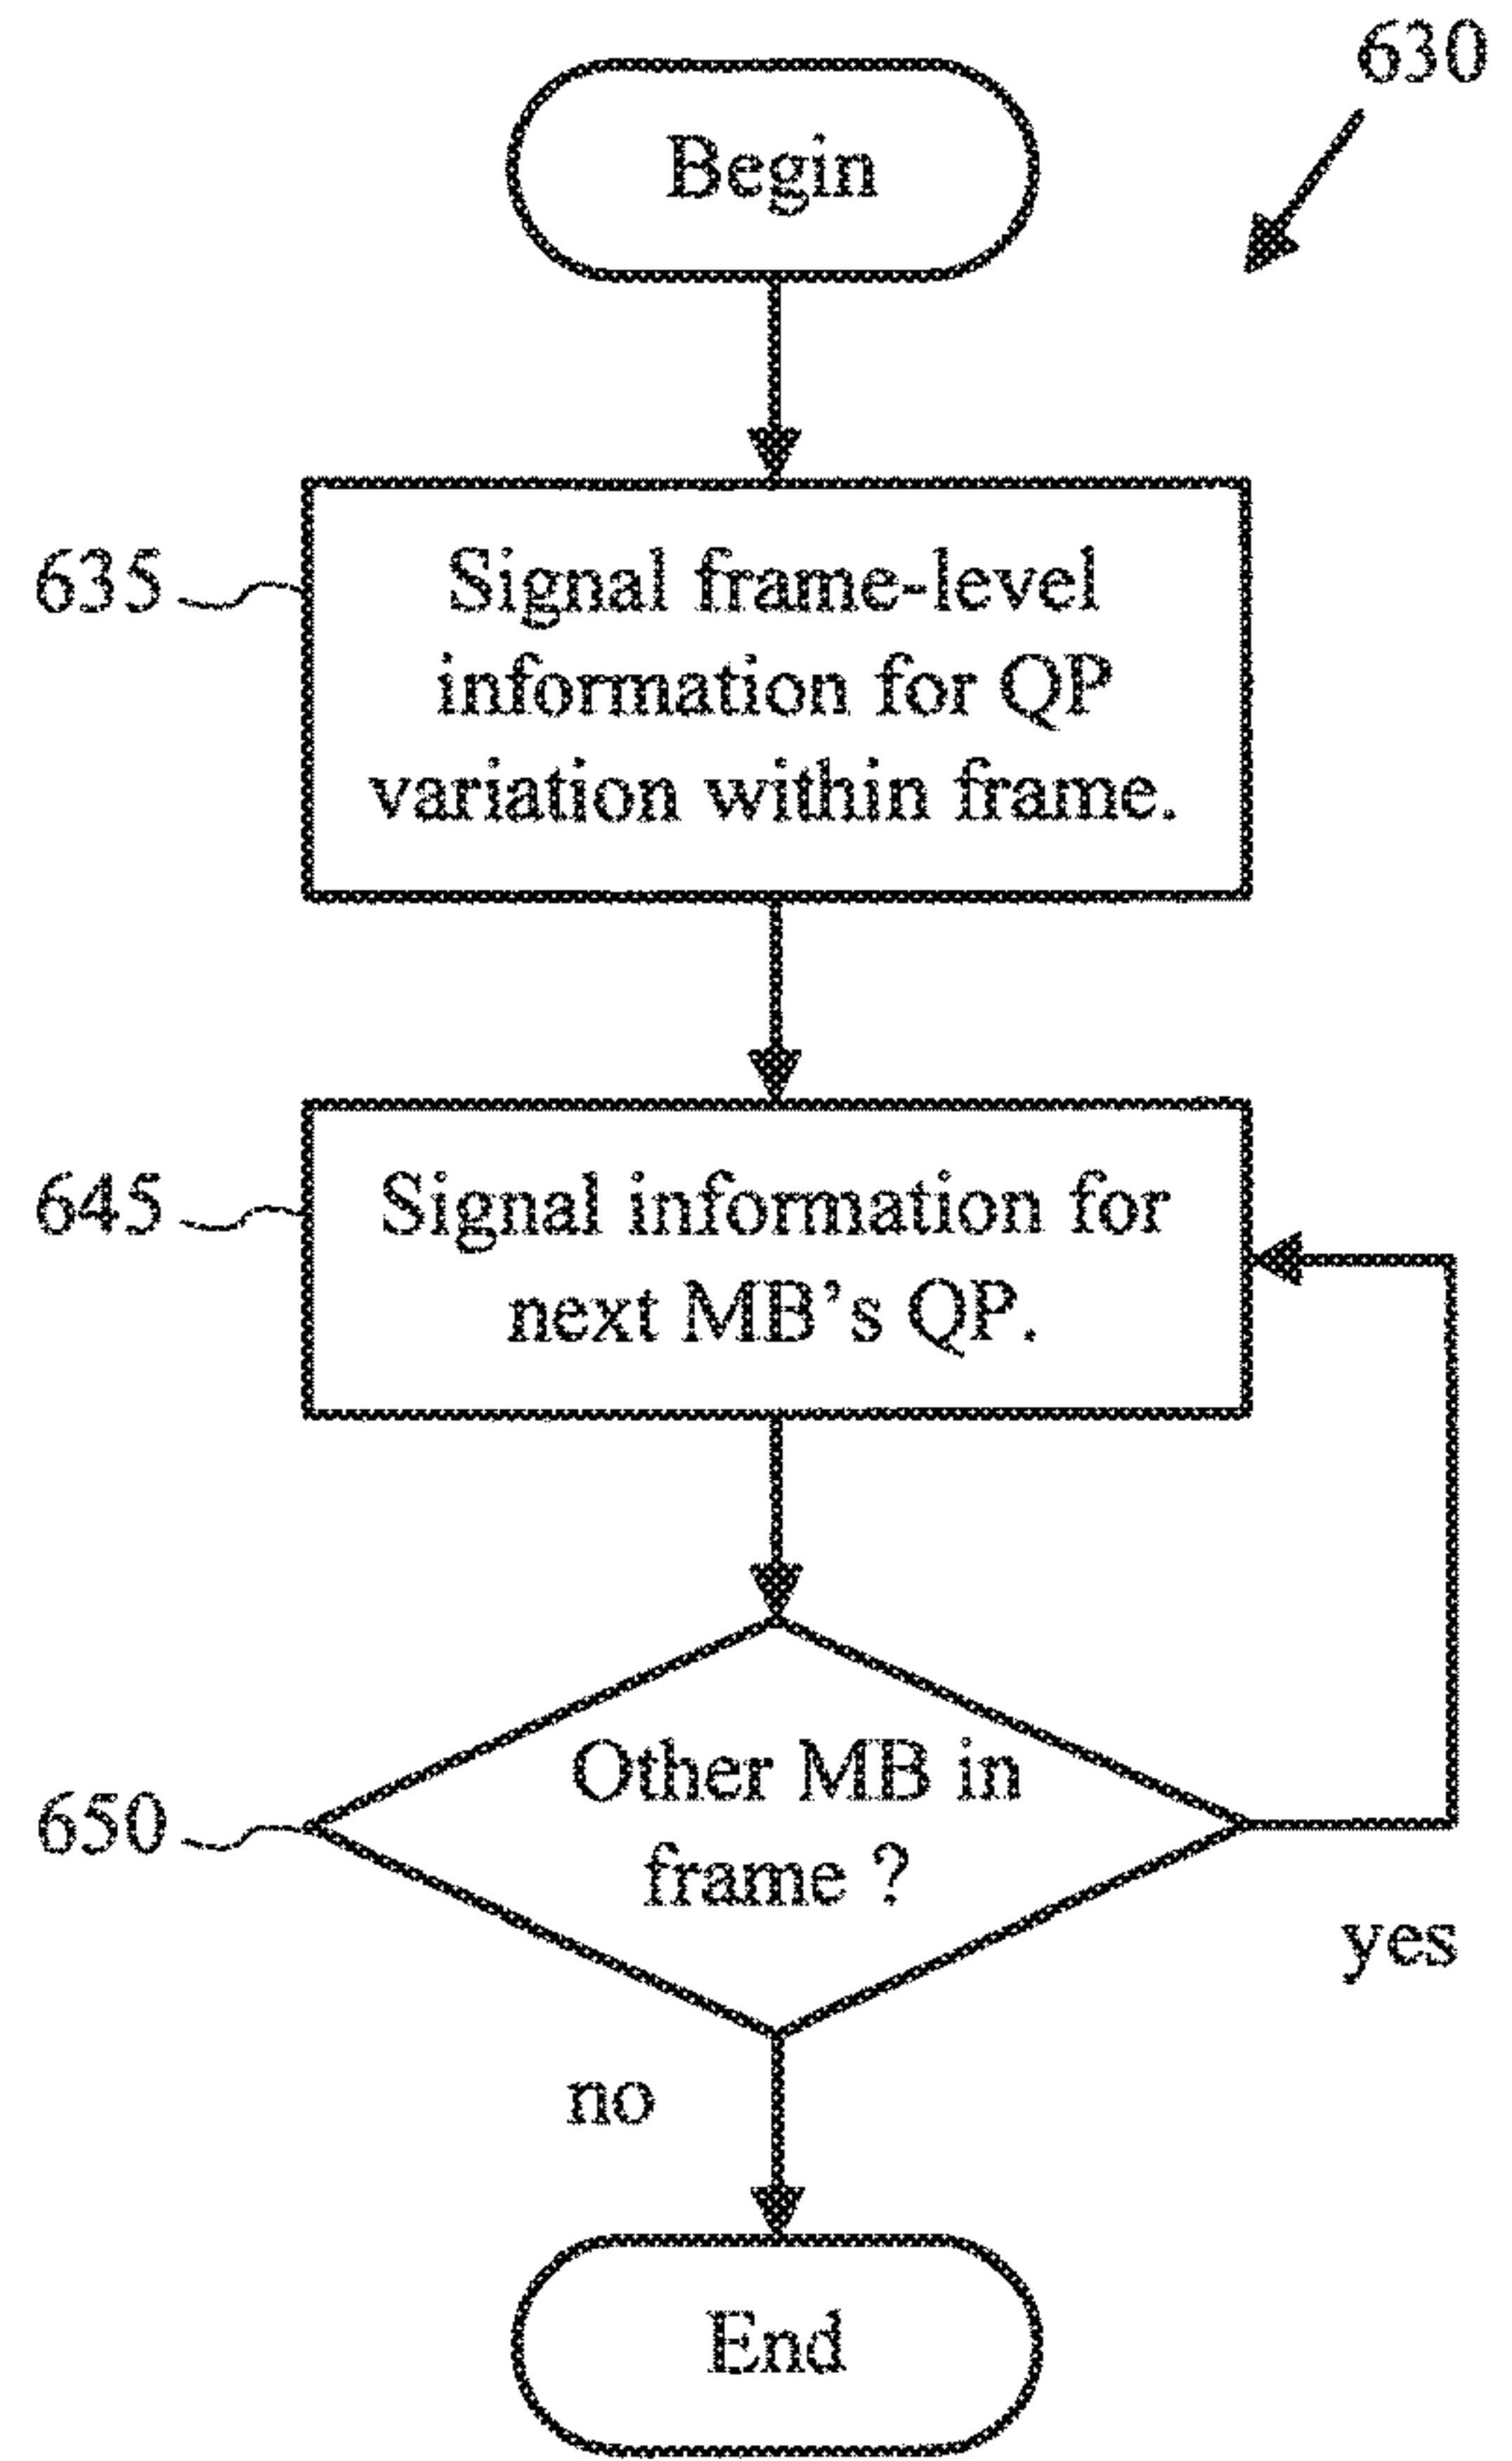 630
Begin
635
Signal frame-level
information for QP
variation within frame.
645
Signal information for
next MB's QP.
650
Other MB in
frame ?
yes
no
End